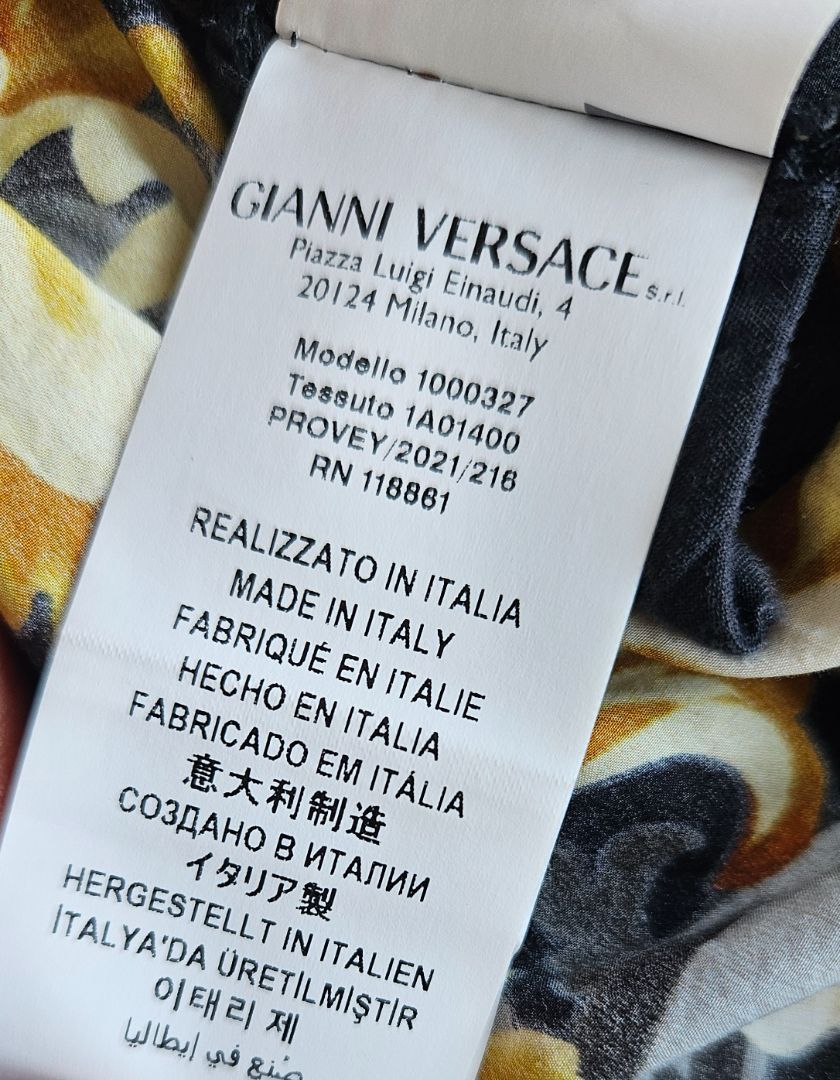 GIANNI VERSACE s.r.l.
Piazza Luigi Einaudi, 4
20124 Milano, Italy
Modello 1000327
Tessuto 1A01400
PROVEY/2021/216
RN 118861
REALIZZATO IN ITALIA
MADE IN ITALY
FABRIQUÉ EN ITALIE
HECHO EN ITALIA
FABRICADO EM ITÁLIA
意大利制造
СОЗДАНО В ИТАЛИИ
イタリア製
HERGESTELLT IN ITALIEN
İTALYA'DA ÜRETİLMİŞTİR
이태리 제
صُنع في إيطاليا